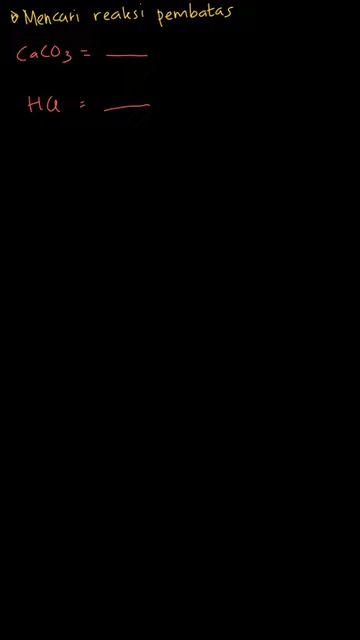 Mencari reaksi pembatas
CaCO3 = ___
HCl = ___